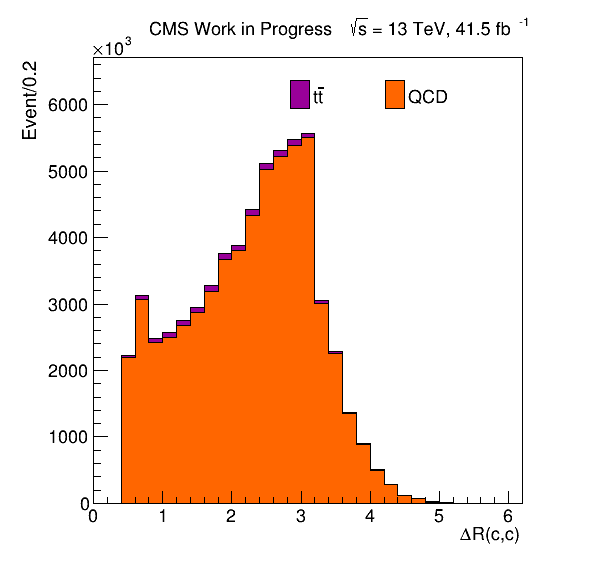 CMS Work in Progress √s = 13 TeV, 41.5 fb⁻¹
×10³
Event/0.2
tt̄
QCD
6000
5000
4000
3000
2000
1000
0
0 1 2 3 4 5 6
ΔR(c,c)